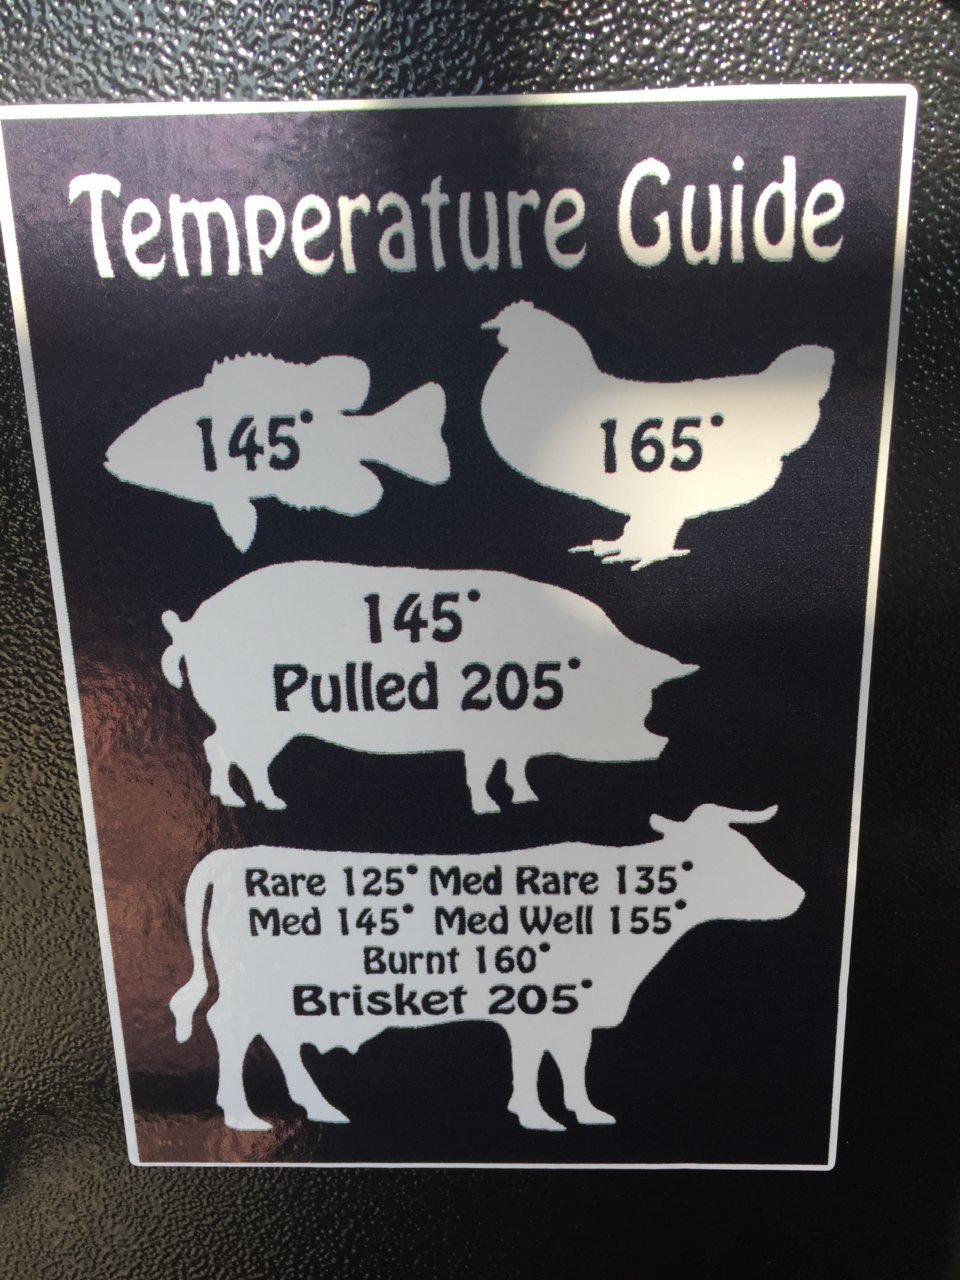 Temperature Guide
145°
165°
145°
Pulled 205°
Rare 125° Med Rare 135°
Med 145° Med Well 155°
Burnt 160°
Brisket 205°